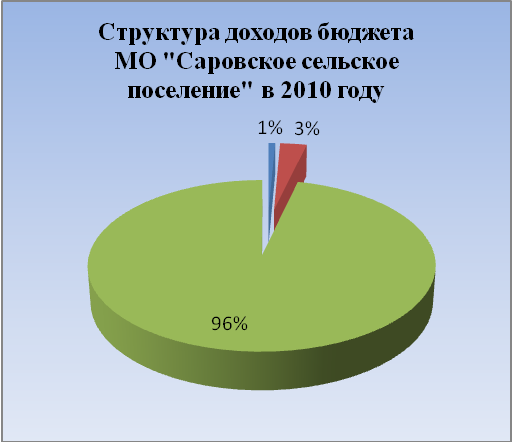 Структура доходов бюджета
МО "Саровское сельское
поселение" в 2010 году
1% 3%
96%